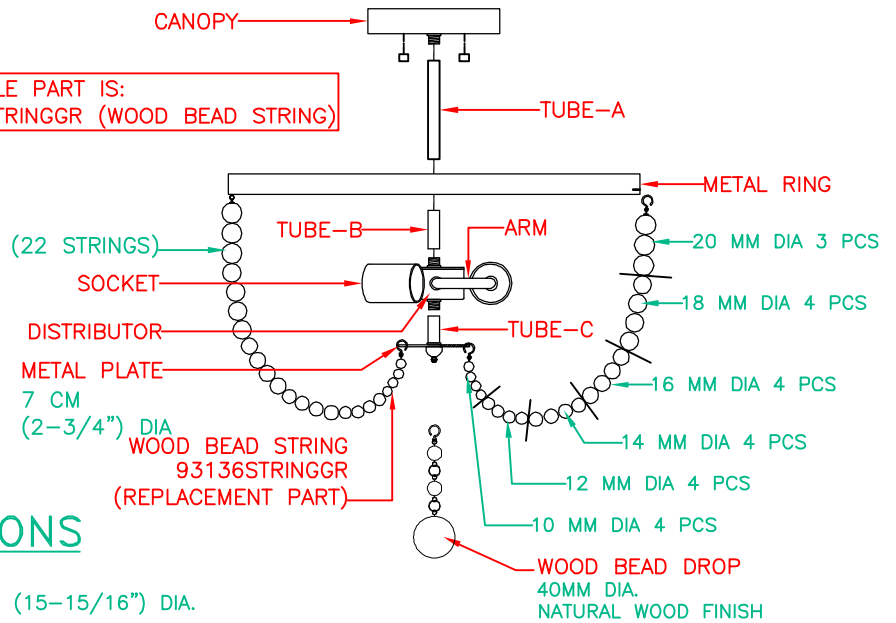 CANOPY
LE PART IS:
TRINGGR (WOOD BEAD STRING)
TUBE-A
METAL RING
TUBE-B
ARM
(22 STRINGS)
20 MM DIA 3 PCS
SOCKET
18 MM DIA 4 PCS
DISTRIBUTOR
TUBE-C
METAL PLATE
7 CM
(2-3/4") DIA
16 MM DIA 4 PCS
WOOD BEAD STRING
93136STRINGGR
(REPLACEMENT PART)
14 MM DIA 4 PCS
12 MM DIA 4 PCS
10 MM DIA 4 PCS
ONS
WOOD BEAD DROP
40MM DIA.
NATURAL WOOD FINISH
(15-15/16") DIA.